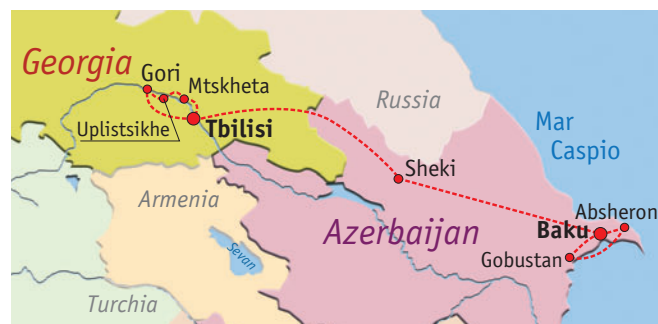 Georgia
Gori
Mtskheta
Uplistsikhe
Tbilisi
Russia
Mar
Caspio
Sheki
Armenia
Absheron
Azerbaijan
Baku
Gobustan
Sevan
Turchia